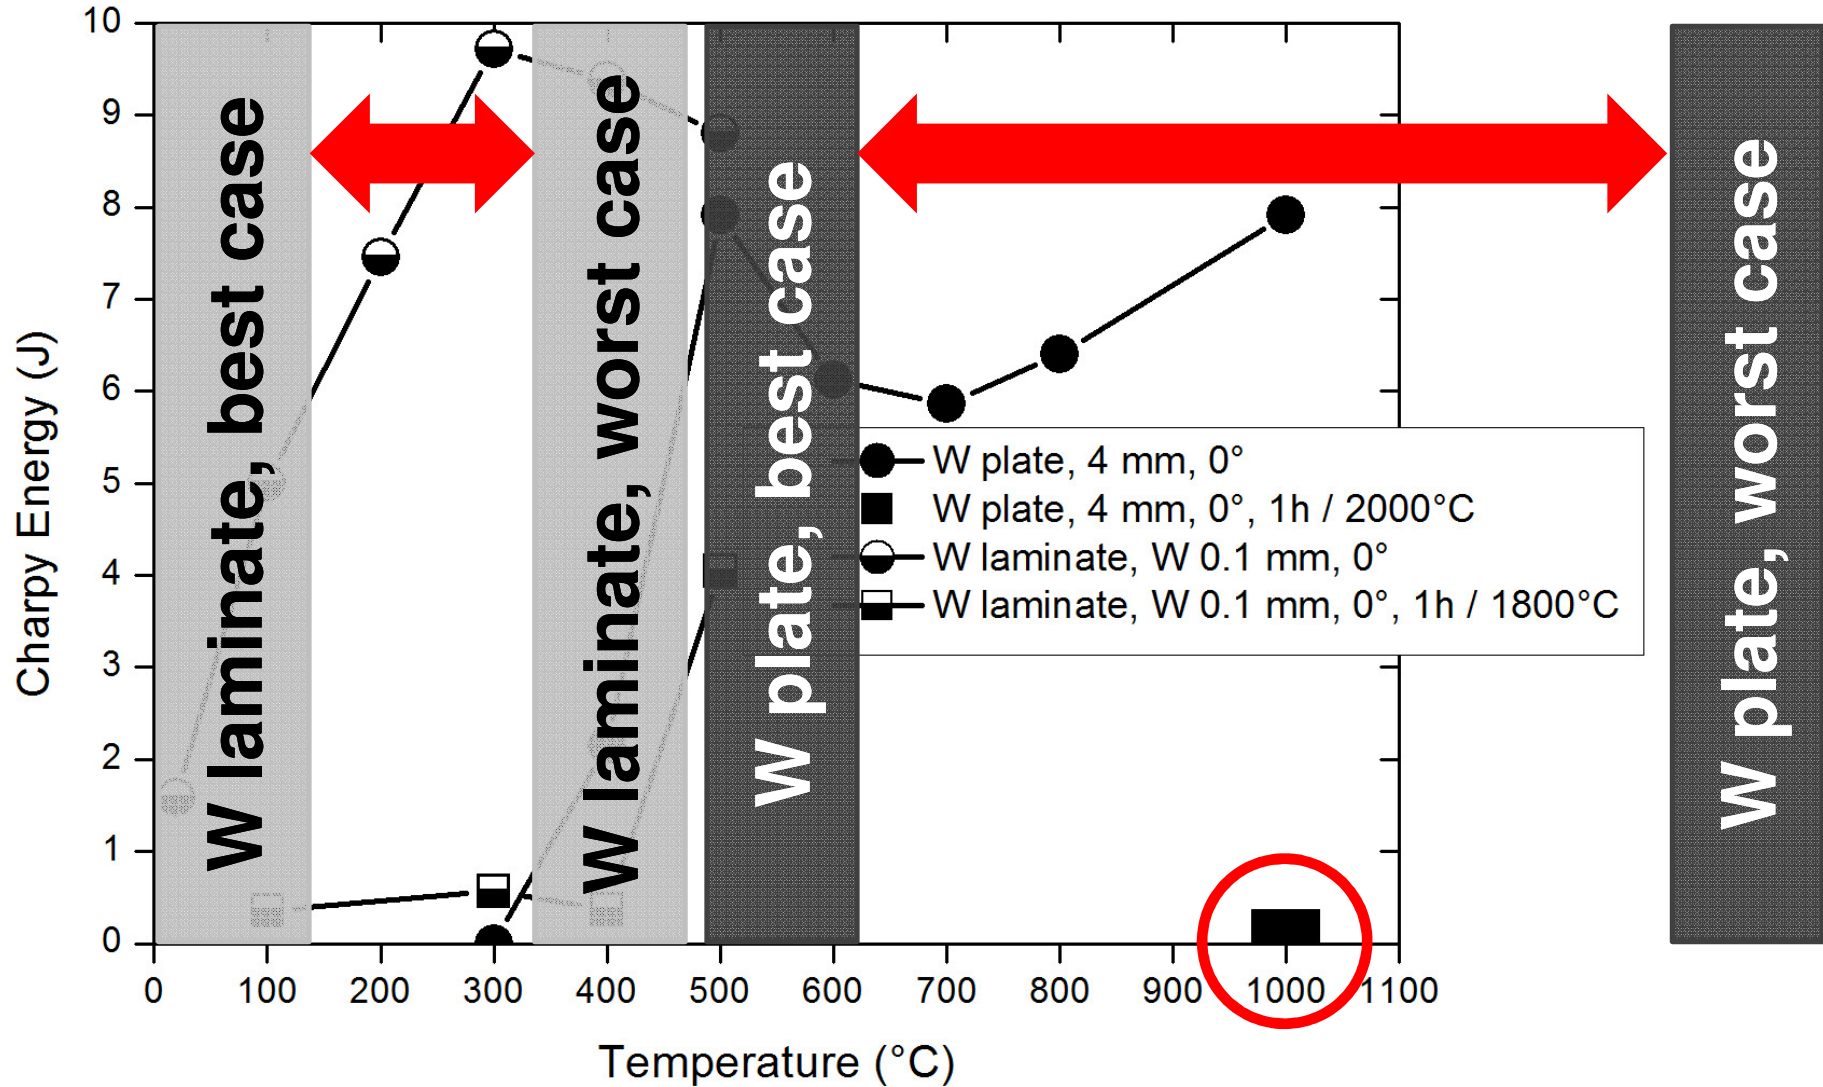 10
9
8
7
6
5
4
3
2
1
0
Charpy Energy (J)
W laminate, best case
W laminate, worst case
W plate, best case
W plate, worst case
W plate, 4 mm, 0°
W plate, 4 mm, 0°, 1h / 2000°C
W laminate, W 0.1 mm, 0°
W laminate, W 0.1 mm, 0°, 1h / 1800°C
0 100 200 300 400 500 600 700 800 900 1000 1100
Temperature (°C)